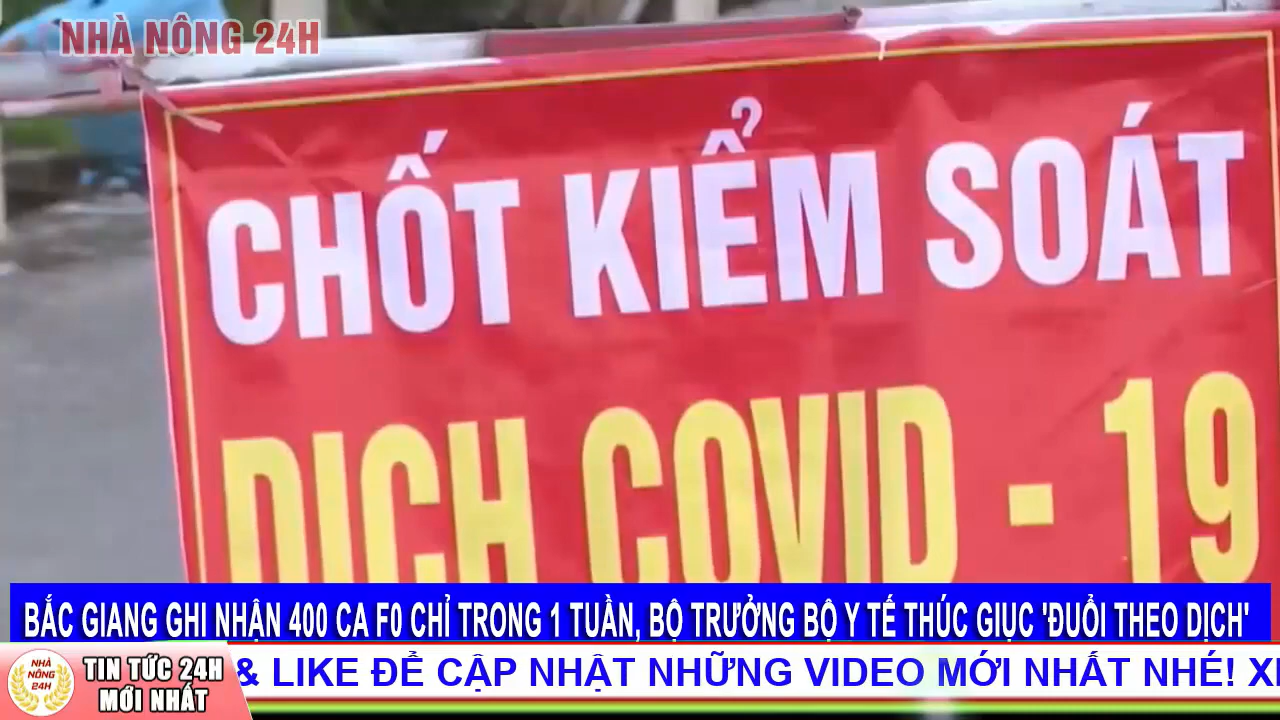 NHÀ NÔNG 24H
CHỐT KIỂM SOÁT
DỊCH COVID - 19
BẮC GIANG GHI NHẬN 400 CA F0 CHỈ TRONG 1 TUẦN, BỘ TRƯỞNG BỘ Y TẾ THÚC GIỤC 'ĐUỔI THEO DỊCH'
NHÀ NÔNG 24H
TIN TỨC 24H
MỚI NHẤT
& LIKE ĐỂ CẬP NHẬT NHỮNG VIDEO MỚI NHẤT NHÉ!